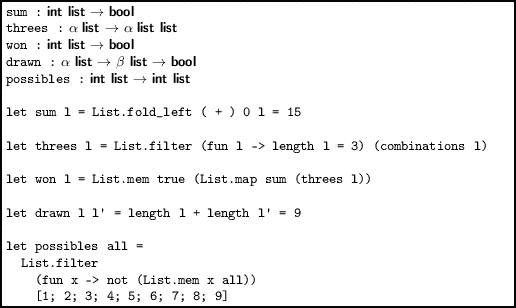 sum : int list → bool
threes : α list → α list list
won : int list → bool
drawn : α list → β list → bool
possibles : int list → int list
let sum l = List.fold_left ( + ) 0 l = 15
let threes l = List.filter (fun l -> length l = 3) (combinations l)
let won l = List.mem true (List.map sum (threes l))
let drawn l l' = length l + length l' = 9
let possibles all =
  List.filter
    (fun x -> not (List.mem x all))
    [1; 2; 3; 4; 5; 6; 7; 8; 9]